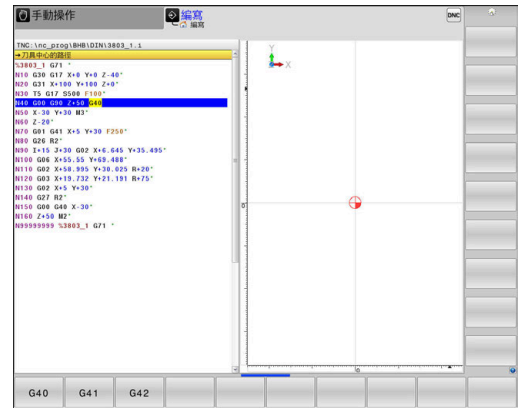 手動操作
編寫
編寫
DNC
TNC:\nc_prog\BHB\DIN\3803_1.i
→刀具中心的路徑
%3803_1 G71 *
N10 G30 G17 X+0 Y+0 Z-40*
N20 G31 X+100 Y+100 Z+0*
N30 T5 G17 S500 F100*
N40 G00 G90 Z+50 G40
N50 X-30 Y+30 M3*
N60 Z-20*
N70 G01 G41 X+5 Y+30 F250*
N80 G26 R2*
N90 I+15 J+30 G02 X+6.645 Y+35.495*
N100 G06 X+55.55 Y+69.488*
N110 G02 X+58.995 Y+30.025 R+20*
N120 G03 X+19.732 Y+21.191 R+75*
N130 G02 X+5 Y+30*
N140 G27 R2*
N150 G00 G40 X-30*
N160 Z+50 M2*
N99999999 %3803_1 G71 *
Y
X
0
0
G40 G41 G42